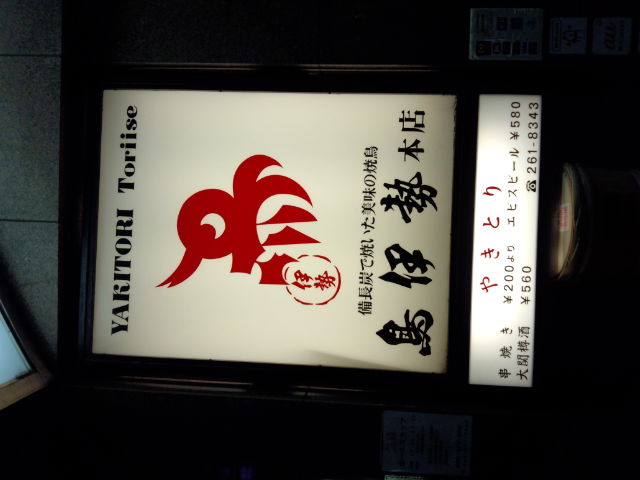 YAKITORI Toriise
伊勢
備長炭で焼いた美味の焼鳥
鳥伊勢 本店
やきとり
串焼き ¥200より エビスビール ¥580
大関樽酒 ¥560 ☎261-8343
au